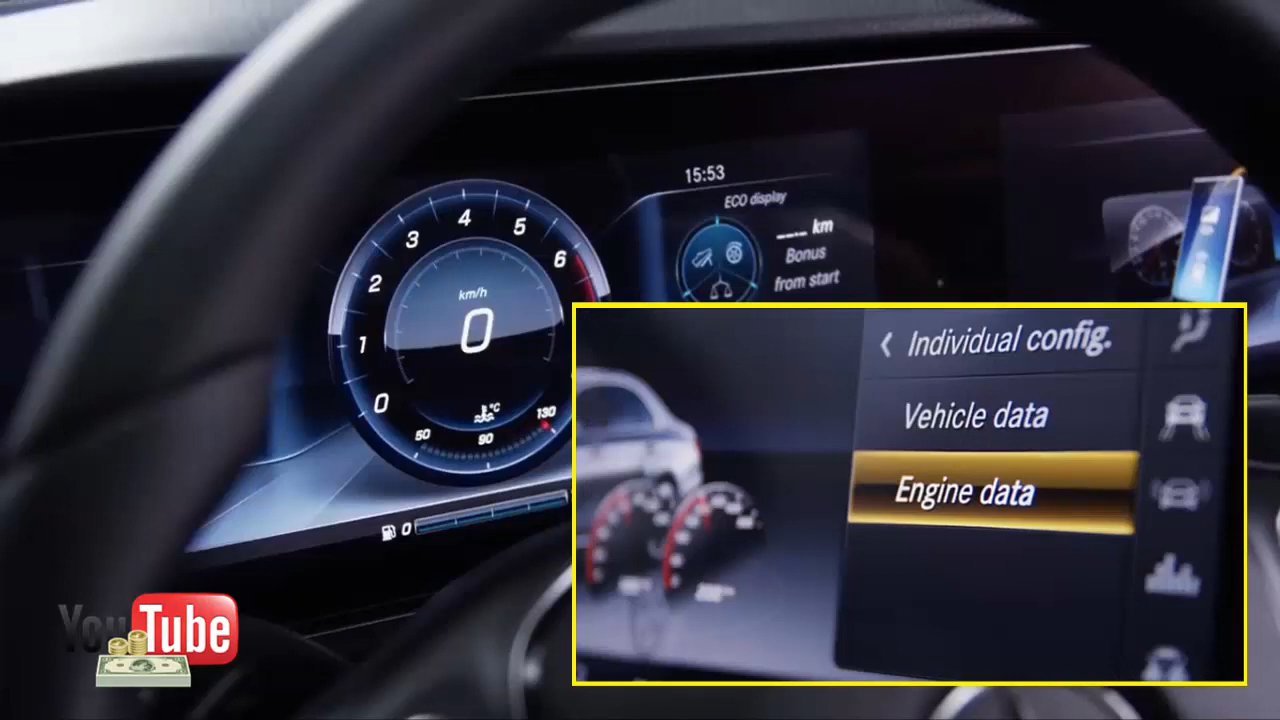 15:53
ECO display
km
Bonus
from start
0
1
2
3
4
5
6
km/h
0
°C
50
90
130
0
Individual config.
Vehicle data
Engine data
YouTube